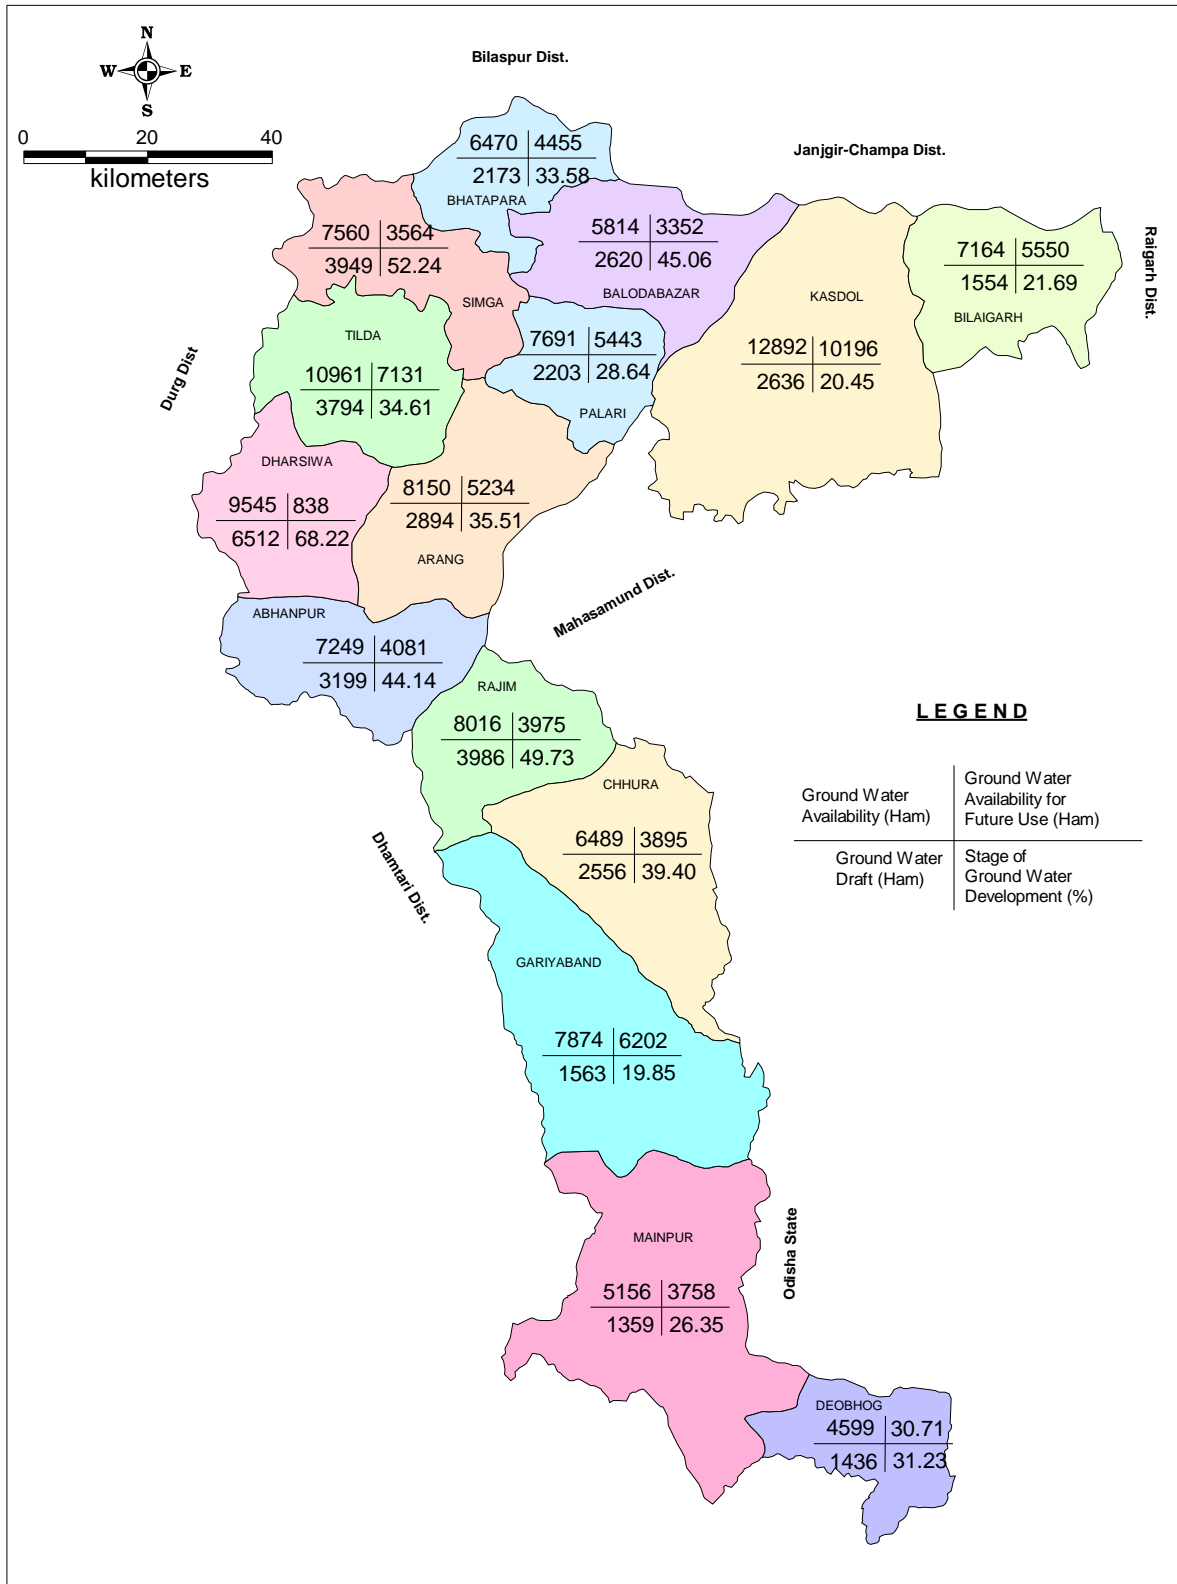 N
W E
S
0 20 40
kilometers
Bilaspur Dist.
Janjgir-Champa Dist.
Raigarh Dist.
Durg Dist
Mahasamund Dist.
Dhamtari Dist.
Odisha State
6470 4455
2173 33.58
BHATAPARA
7560 3564
3949 52.24
SIMGA
5814 3352
2620 45.06
BALODABAZAR
KASDOL
12892 10196
2636 20.45
7164 5550
1554 21.69
BILAIGARH
TILDA
10961 7131
3794 34.61
7691 5443
2203 28.64
PALARI
DHARSIWA
9545 838
6512 68.22
8150 5234
2894 35.51
ARANG
ABHANPUR
7249 4081
3199 44.14
RAJIM
8016 3975
3986 49.73
CHHURA
6489 3895
2556 39.40
GARIYABAND
7874 6202
1563 19.85
MAINPUR
5156 3758
1359 26.35
DEOBHOG
4599 30.71
1436 31.23
LEGEND
Ground Water
Availability (Ham)
Ground Water
Availability for
Future Use (Ham)
Ground Water
Draft (Ham)
Stage of
Ground Water
Development (%)